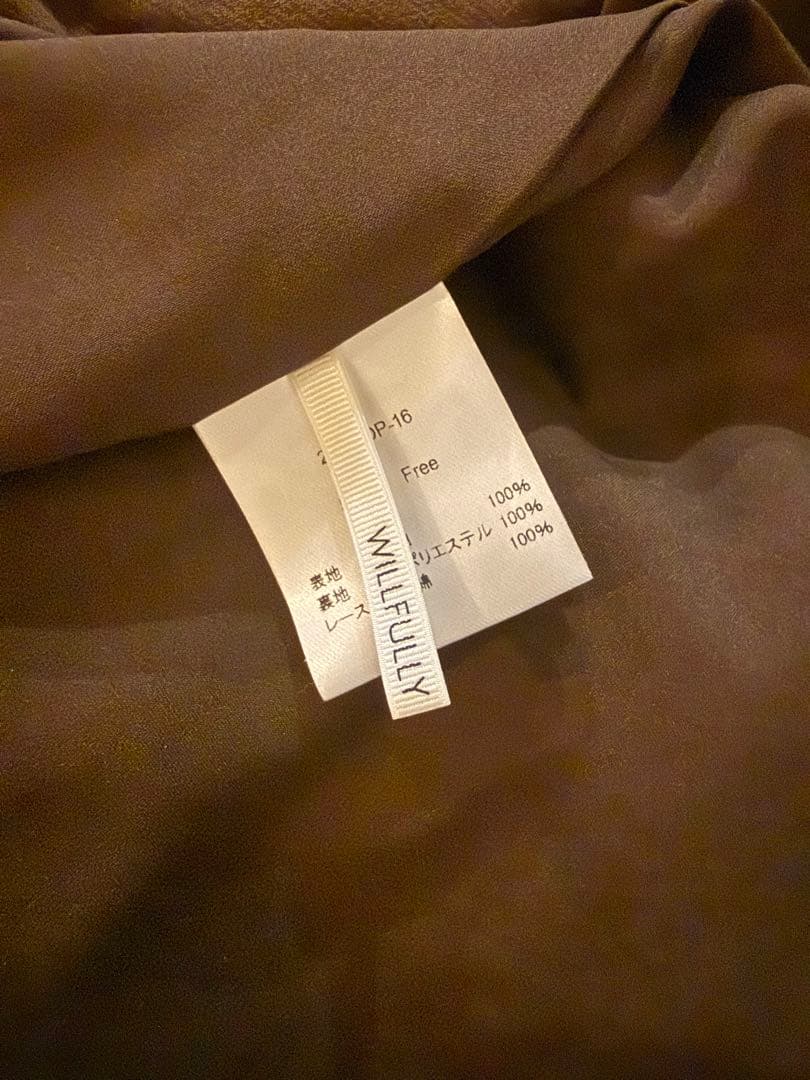 P-16
Free
表地 100%
裏地 ポリエステル 100%
レース 綿 100%
WILLFULLY